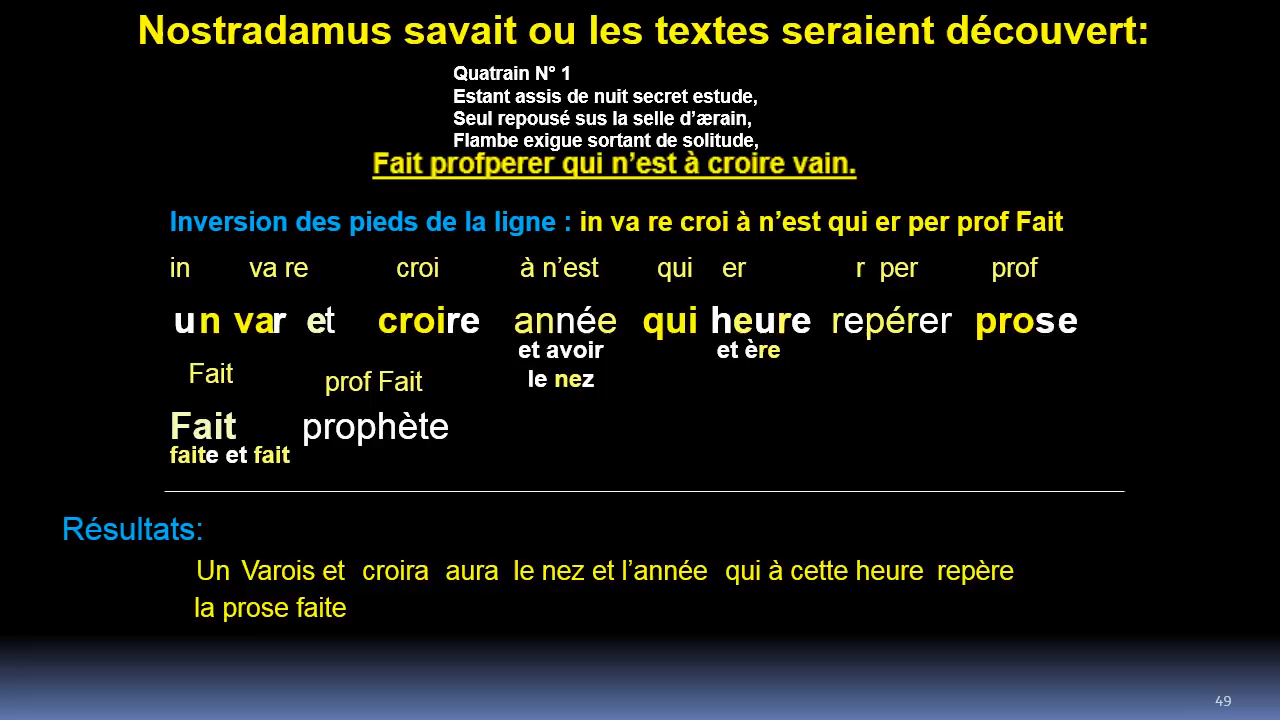 Nostradamus savait ou les textes seraient découvert:
Quatrain N° 1
Estant assis de nuit secret estude,
Seul repousé sus la selle d’ærain,
Flambe exigue sortant de solitude,
Fait profperer qui n’est à croire vain.
Inversion des pieds de la ligne : in va re croi à n’est qui er per prof Fait
in va re croi à n’est qui er r per prof
un var et croire année qui heure repérer prose
et avoir et ère
le nez
Fait prof Fait
Fait prophète
faite et fait
Résultats:
Un Varois et croira aura le nez et l’année qui à cette heure repère
la prose faite
49